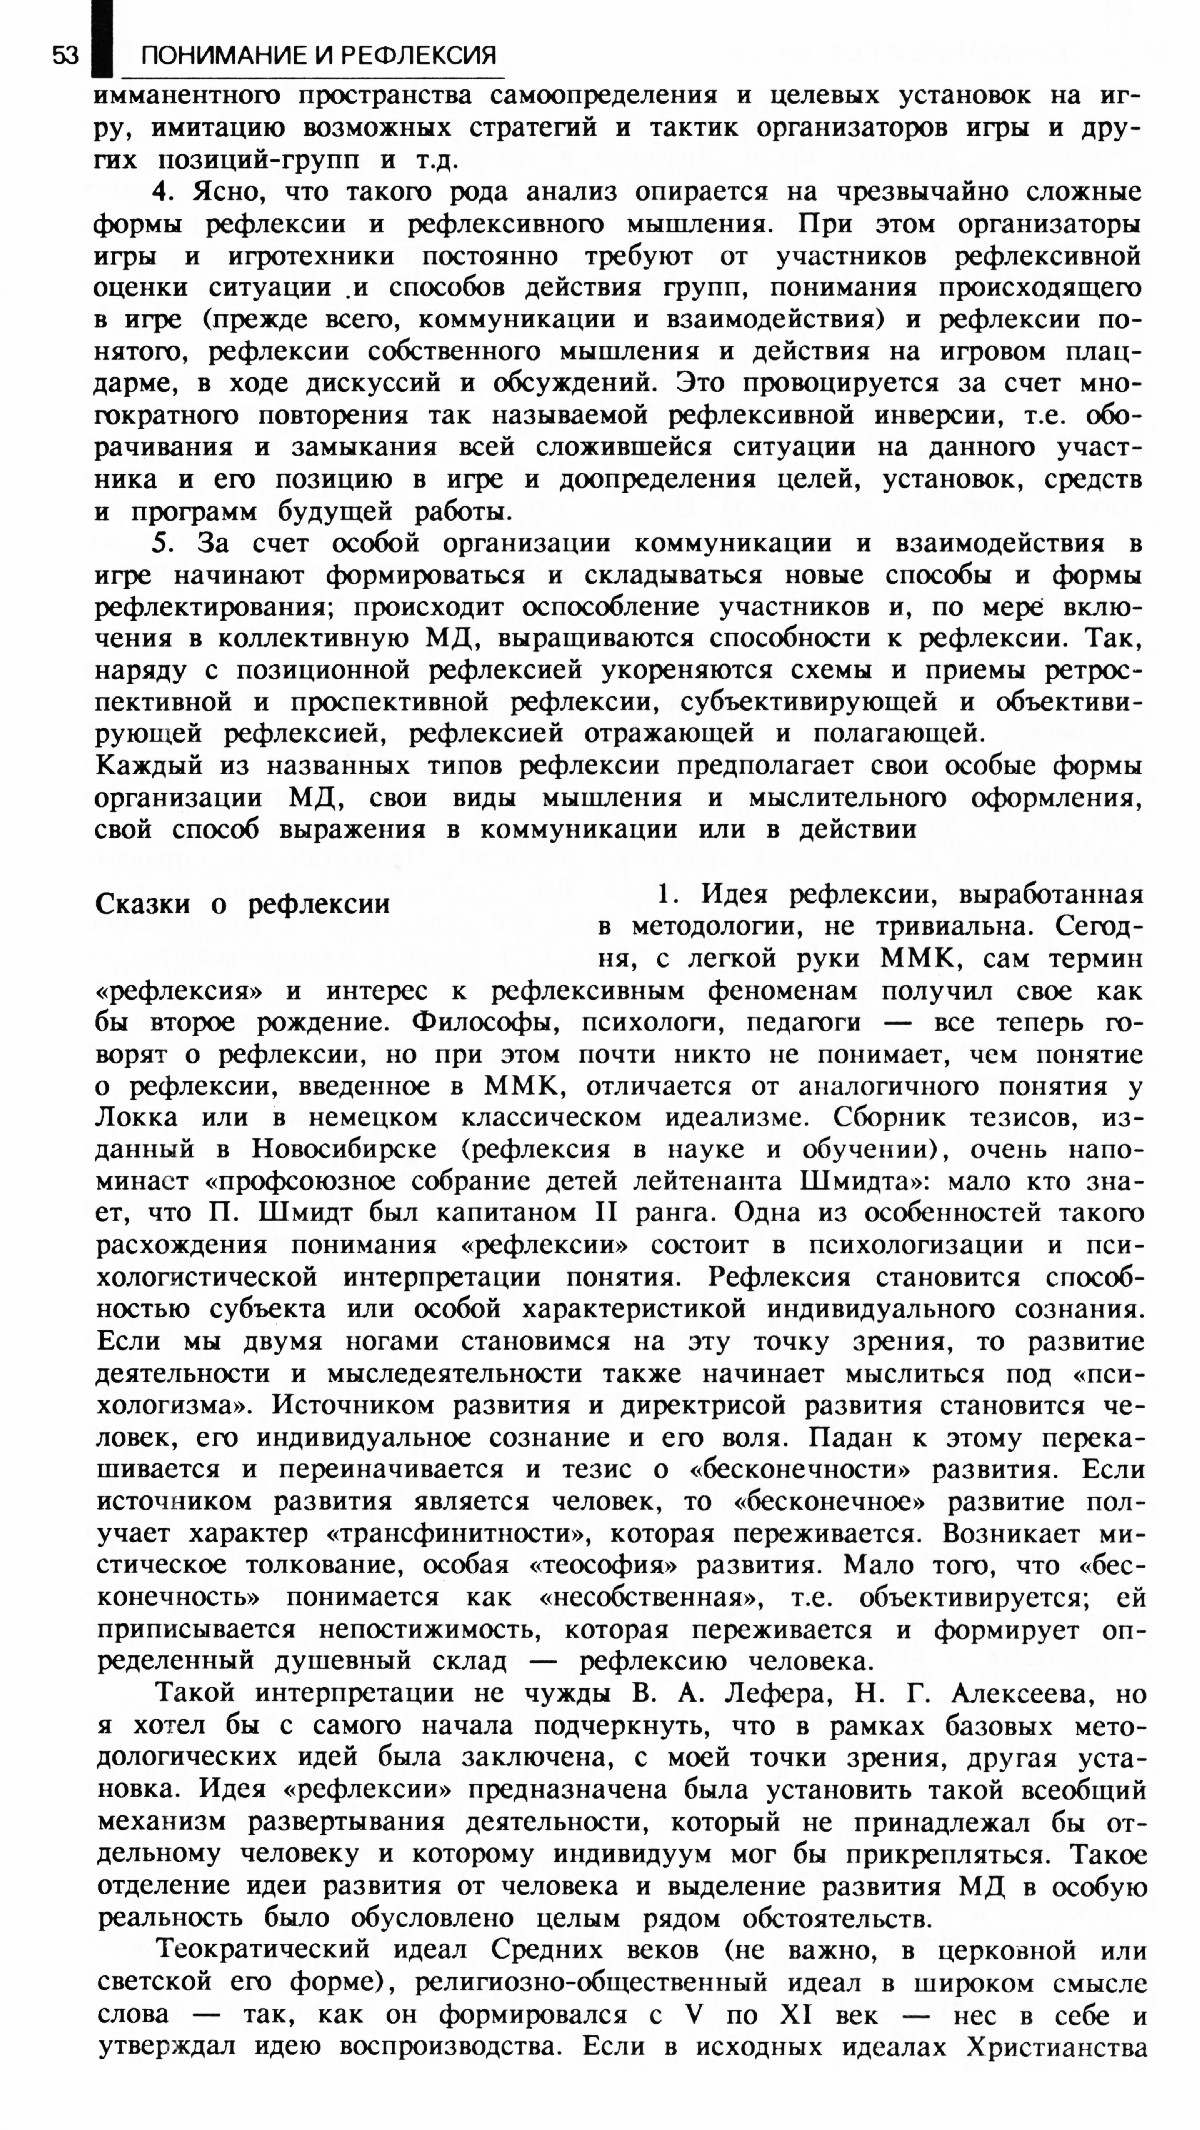 53 ПОНИМАНИЕ И РЕФЛЕКСИЯ
имманентного пространства самоопределения и целевых установок на иг-
ру, имитацию возможных стратегий и тактик организаторов игры и дру-
гих позиций-групп и т.д.
4. Ясно, что такого рода анализ опирается на чрезвычайно сложные
формы рефлексии и рефлексивного мышления. При этом организаторы
игры и игротехники постоянно требуют от участников рефлексивной
оценки ситуации .и способов действия групп, понимания происходящего
в игре (прежде всего, коммуникации и взаимодействия) и рефлексии по-
нятого, рефлексии собственного мышления и действия на игровом плац-
дарме, в ходе дискуссий и обсуждений. Это провоцируется за счет мно-
гократного повторения так называемой рефлексивной инверсии, т.е. обо-
рачивания и замыкания всей сложившейся ситуации на данного участ-
ника и его позицию в игре и доопределения целей, установок, средств
и программ будущей работы.
5. За счет особой организации коммуникации и взаимодействия в
игре начинают формироваться и складываться новые способы и формы
рефлектирования; происходит оспособление участников и, по мере вклю-
чения в коллективную МД, выращиваются способности к рефлексии. Так,
наряду с позиционной рефлексией укореняются схемы и приемы ретрос-
пективной и проспективной рефлексии, субъективирующей и объективи-
рующей рефлексией, рефлексией отражающей и полагающей.
Каждый из названных типов рефлексии предполагает свои особые формы
организации МД, свои виды мышления и мыслительного оформления,
свой способ выражения в коммуникации или в действии
Сказки о рефлексии
1. Идея рефлексии, выработанная
в методологии, не тривиальна. Сегод-
ня, с легкой руки ММК, сам термин
«рефлексия» и интерес к рефлексивным феноменам получил свое как
бы второе рождение. Философы, психологи, педагоги — все теперь го-
ворят о рефлексии, но при этом почти никто не понимает, чем понятие
о рефлексии, введенное в ММК, отличается от аналогичного понятия у
Локка или в немецком классическом идеализме. Сборник тезисов, из-
данный в Новосибирске (рефлексия в науке и обучении), очень напо-
минает «профсоюзное собрание детей лейтенанта Шмидта»: мало кто зна-
ет, что П. Шмидт был капитаном II ранга. Одна из особенностей такого
расхождения понимания «рефлексии» состоит в психологизации и пси-
хологистической интерпретации понятия. Рефлексия становится способ-
ностью субъекта или особой характеристикой индивидуального сознания.
Если мы двумя ногами становимся на эту точку зрения, то развитие
деятельности и мыследеятельности также начинает мыслиться под «пси-
хологизма». Источником развития и директрисой развития становится че-
ловек, его индивидуальное сознание и его воля. Падан к этому перека-
шивается и переиначивается и тезис о «бесконечности» развития. Если
источником развития является человек, то «бесконечное» развитие пол-
учает характер «трансфинитности», которая переживается. Возникает ми-
стическое толкование, особая «теософия» развития. Мало того, что «бес-
конечность» понимается как «несобственная», т.е. объективируется; ей
приписывается непостижимость, которая переживается и формирует оп-
ределенный душевный склад — рефлексию человека.
Такой интерпретации не чужды В. А. Лефера, Н. Г. Алексеева, но
я хотел бы с самого начала подчеркнуть, что в рамках базовых мето-
дологических идей была заключена, с моей точки зрения, другая уста-
новка. Идея «рефлексии» предназначена была установить такой всеобщий
механизм развертывания деятельности, который не принадлежал бы от-
дельному человеку и которому индивидуум мог бы прикрепляться. Такое
отделение идеи развития от человека и выделение развития МД в особую
реальность было обусловлено целым рядом обстоятельств.
Теократический идеал Средних веков (не важно, в церковной или
светской его форме), религиозно-общественный идеал в широком смысле
слова — так, как он формировался с V по XI век — нес в себе и
утверждал идею воспроизводства. Если в исходных идеалах Христианства